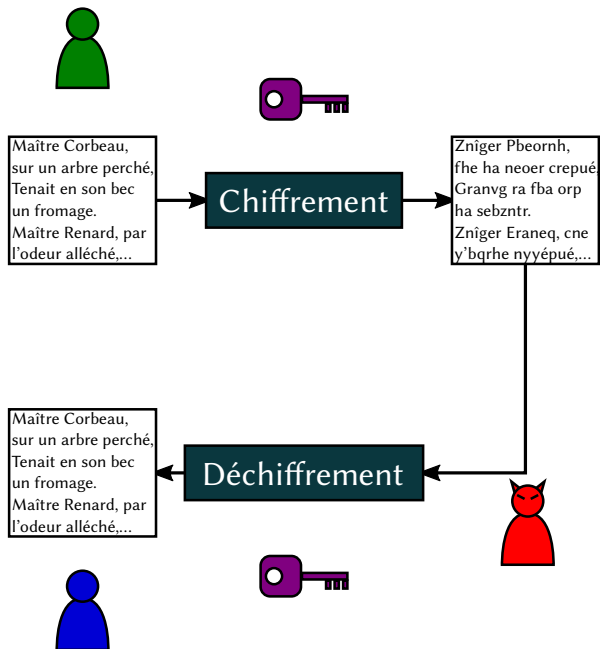 Maître Corbeau,
sur un arbre perché,
Tenait en son bec
un fromage.
Maître Renard, par
l'odeur alléché,...
Chiffrement
Znîger Pbeornh,
fhe ha neoer crepué,
Granvg ra fba orp
ha sebzntr.
Znîger Eraneq, cne
y'bqrhe nyyépué,...
Maître Corbeau,
sur un arbre perché,
Tenait en son bec
un fromage.
Maître Renard, par
l'odeur alléché,...
Déchiffrement